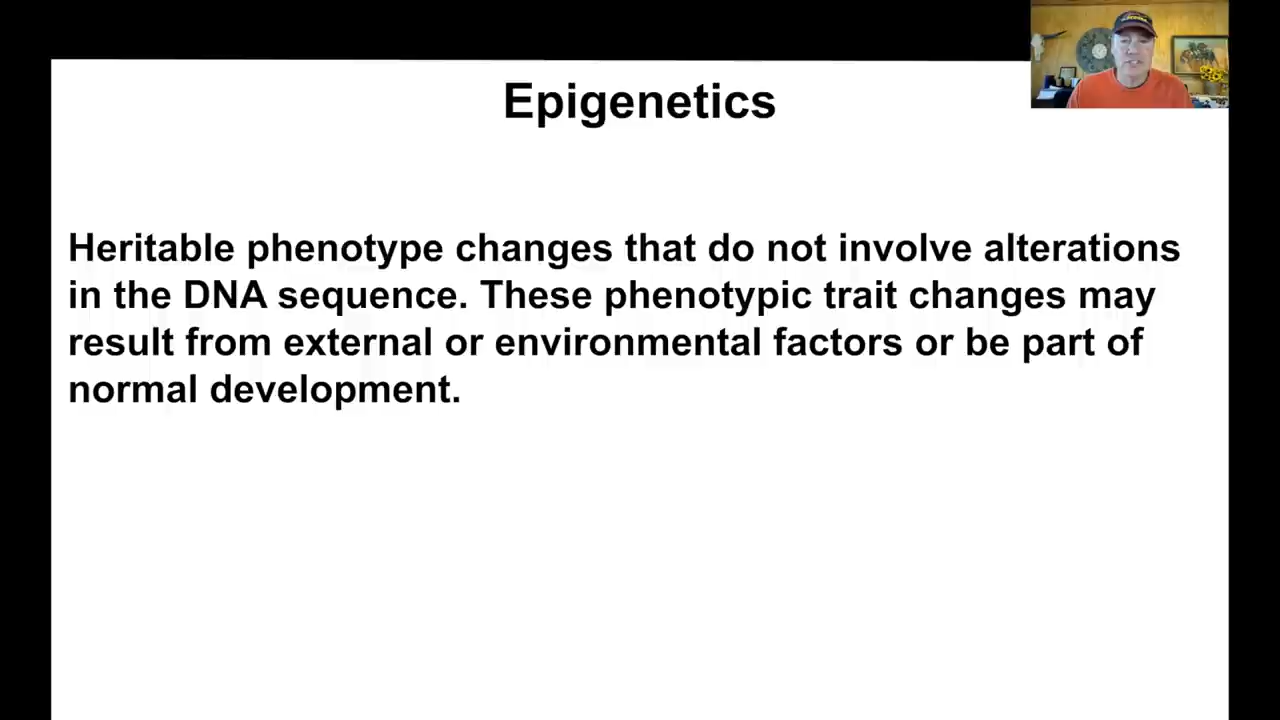 Epigenetics
Heritable phenotype changes that do not involve alterations
in the DNA sequence. These phenotypic trait changes may
result from external or environmental factors or be part of
normal development.